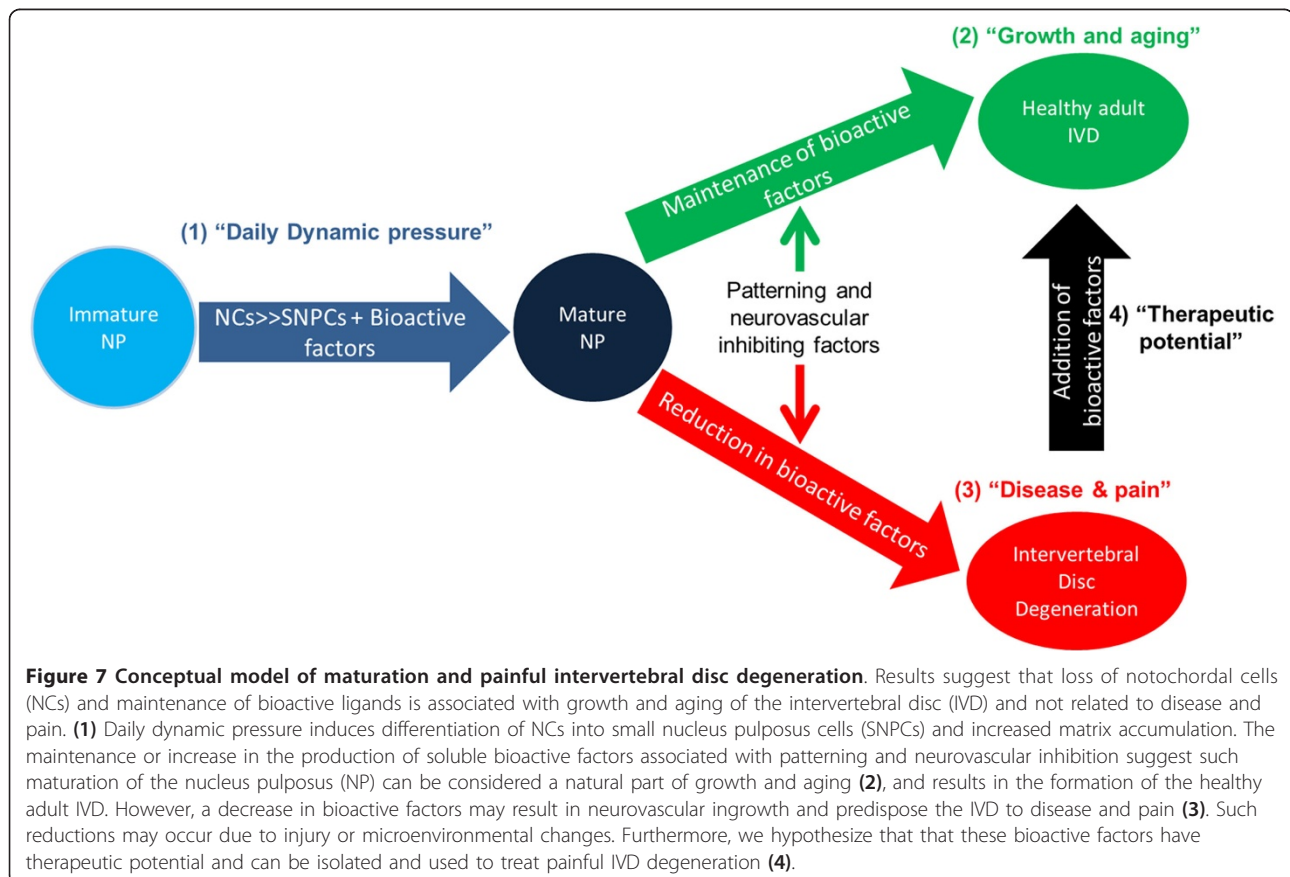 (2) “Growth and aging”
Healthy adult
IVD
Maintenance of bioactive
factors
(1) “Daily Dynamic pressure”
Immature
NP
NCs>>SNPCs + Bioactive
factors
Mature
NP
Patterning and
neurovascular
inhibiting factors
Addition of
bioactive factors
4) “Therapeutic
potential”
Reduction in bioactive factors
(3) “Disease & pain”
Intervertebral
Disc
Degeneration
Figure 7 Conceptual model of maturation and painful intervertebral disc degeneration. Results suggest that loss of notochordal cells
(NCs) and maintenance of bioactive ligands is associated with growth and aging of the intervertebral disc (IVD) and not related to disease and
pain. (1) Daily dynamic pressure induces differentiation of NCs into small nucleus pulposus cells (SNPCs) and increased matrix accumulation. The
maintenance or increase in the production of soluble bioactive factors associated with patterning and neurovascular inhibition suggest such
maturation of the nucleus pulposus (NP) can be considered a natural part of growth and aging (2), and results in the formation of the healthy
adult IVD. However, a decrease in bioactive factors may result in neurovascular ingrowth and predispose the IVD to disease and pain (3). Such
reductions may occur due to injury or microenvironmental changes. Furthermore, we hypothesize that that these bioactive factors have
therapeutic potential and can be isolated and used to treat painful IVD degeneration (4).